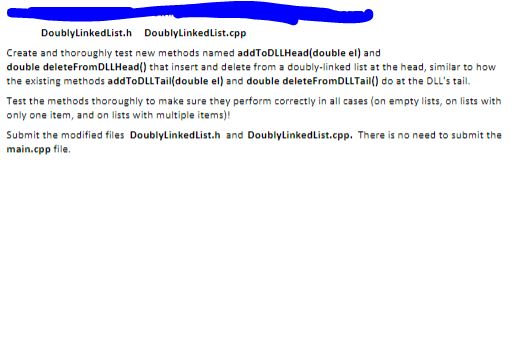 DoublyLinkedList.h DoublyLinkedList.cpp
Create and thoroughly test new methods named addToDLLHead(double el) and
double deleteFromDLLHead() that insert and delete from a doubly-linked list at the head, similar to how
the existing methods addToDLLTail(double el) and double deleteFromDLLTail() do at the DLL's tail.
Test the methods thoroughly to make sure they perform correctly in all cases (on empty lists, on lists with
only one item, and on lists with multiple items)!
Submit the modified files DoublyLinkedList.h and DoublyLinkedList.cpp. There is no need to submit the
main.cpp file.